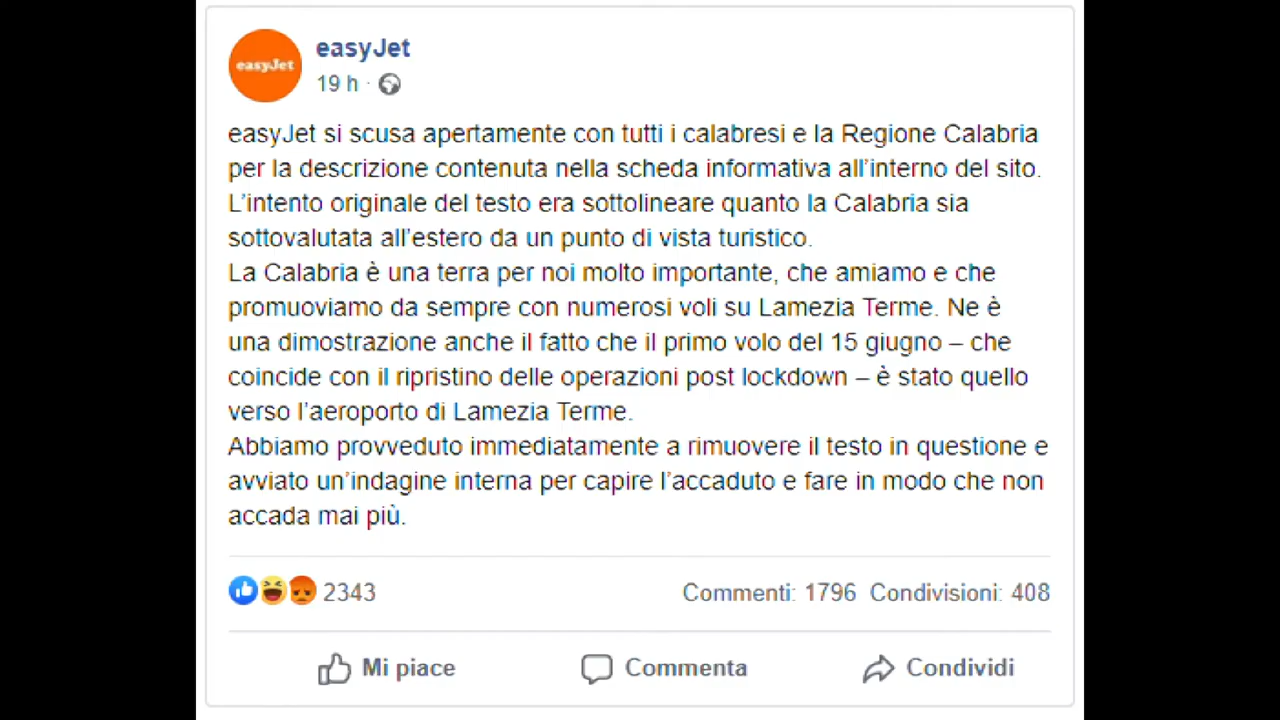 easyJet
easyJet
19 h ·
easyJet si scusa apertamente con tutti i calabresi e la Regione Calabria
per la descrizione contenuta nella scheda informativa all’interno del sito.
L’intento originale del testo era sottolineare quanto la Calabria sia
sottovalutata all’estero da un punto di vista turistico.
La Calabria è una terra per noi molto importante, che amiamo e che
promuoviamo da sempre con numerosi voli su Lamezia Terme. Ne è
una dimostrazione anche il fatto che il primo volo del 15 giugno – che
coincide con il ripristino delle operazioni post lockdown – è stato quello
verso l’aeroporto di Lamezia Terme.
Abbiamo provveduto immediatamente a rimuovere il testo in questione e
avviato un’indagine interna per capire l’accaduto e fare in modo che non
accada mai più.
2343 Commenti: 1796 Condivisioni: 408
Mi piace Commenta Condividi